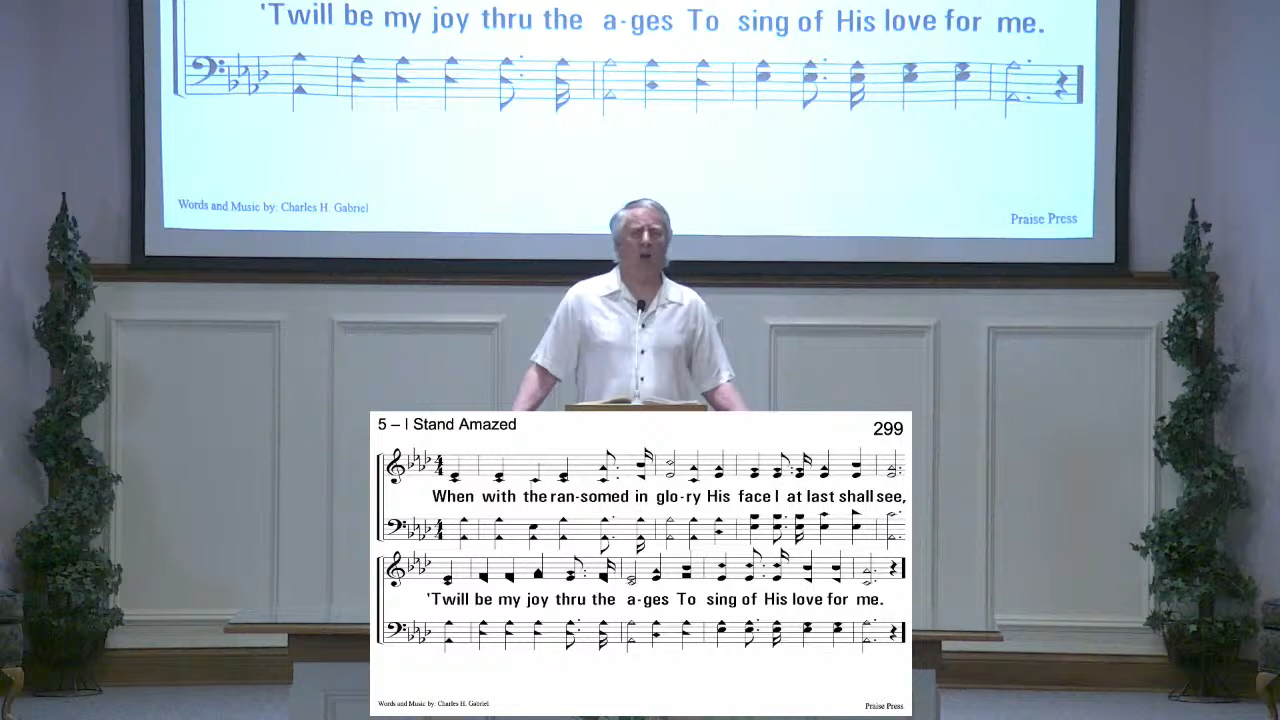 'Twill be my joy thru the a-ges To sing of His love for me.
Words and Music by: Charles H. Gabriel
Praise Press
5 – I Stand Amazed
299
When with the ran-somed in glo-ry His face I at last shall see,
'Twill be my joy thru the a-ges To sing of His love for me.
Words and Music by: Charles H. Gabriel
Praise Press